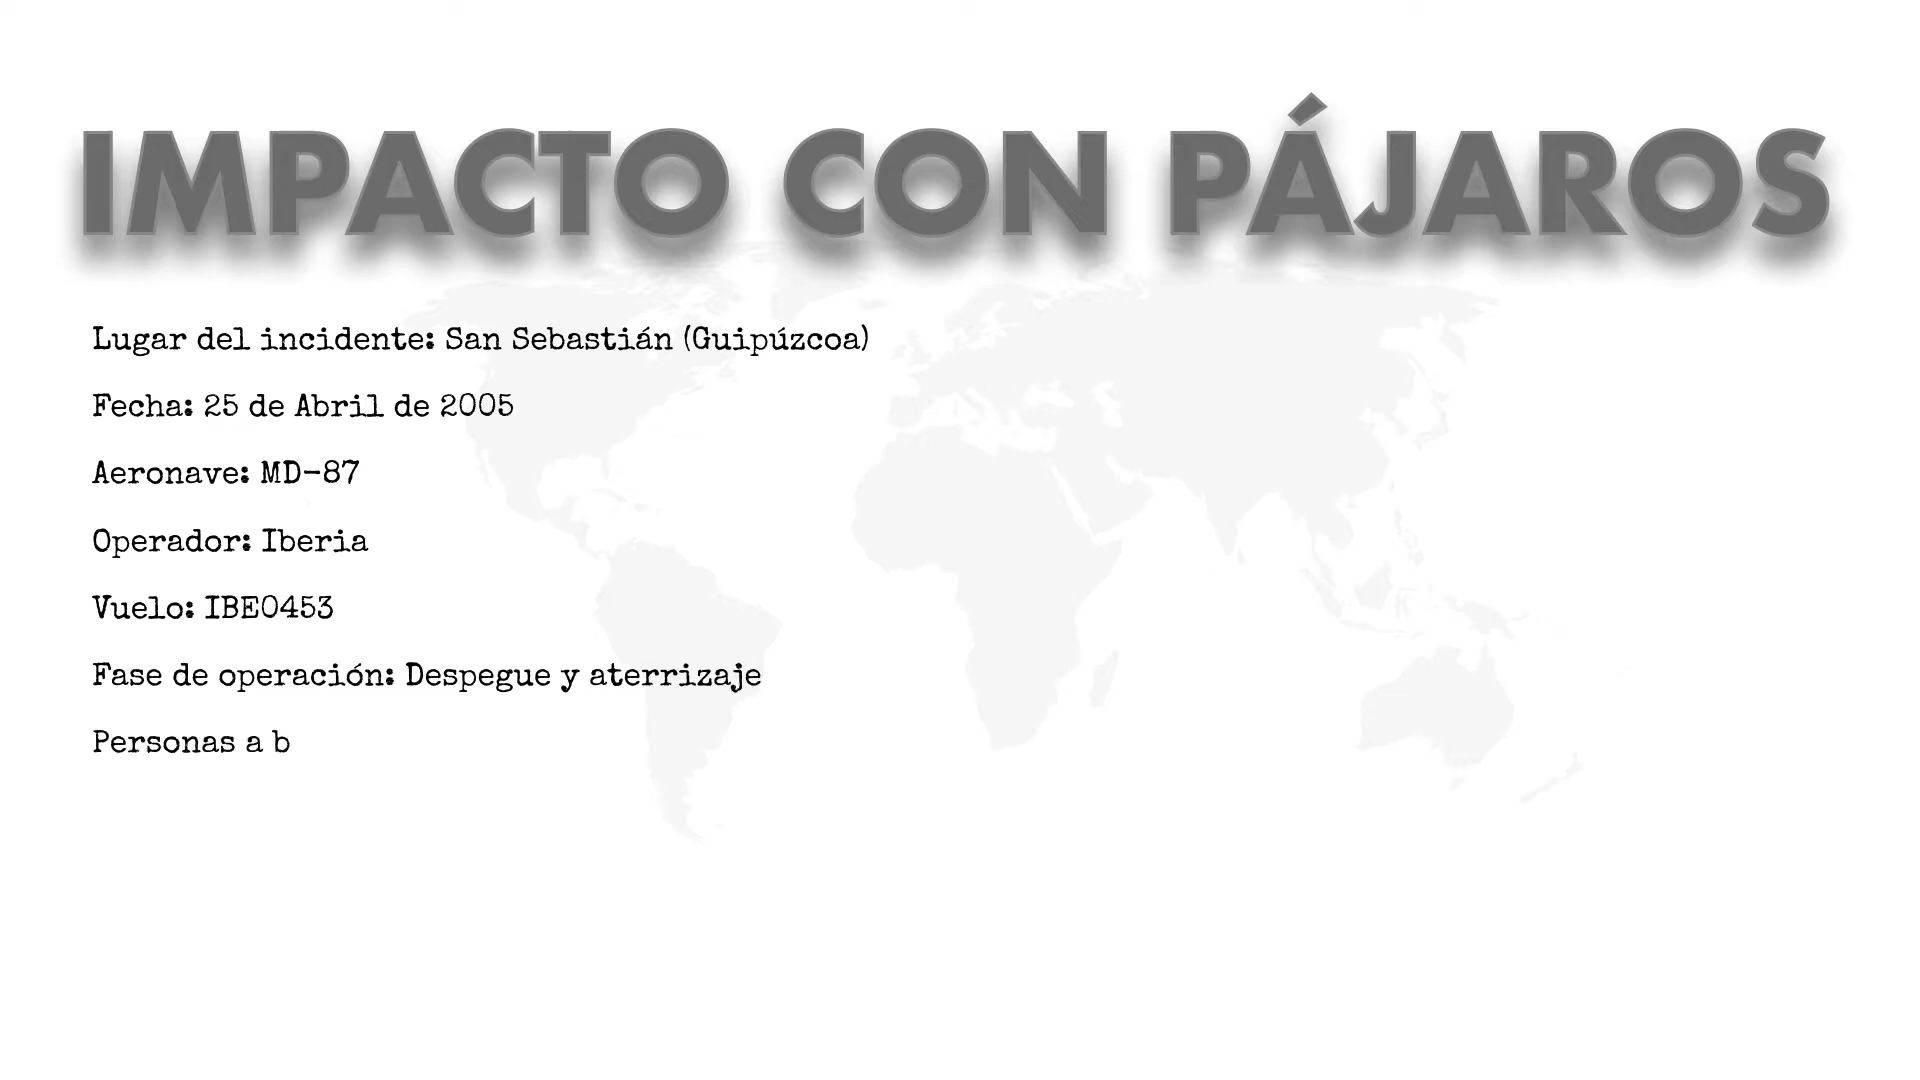 IMPACTO CON PÁJAROS
Lugar del incidente: San Sebastián (Guipúzcoa)
Fecha: 25 de Abril de 2005
Aeronave: MD-87
Operador: Iberia
Vuelo: IBE0453
Fase de operación: Despegue y aterrizaje
Personas a b